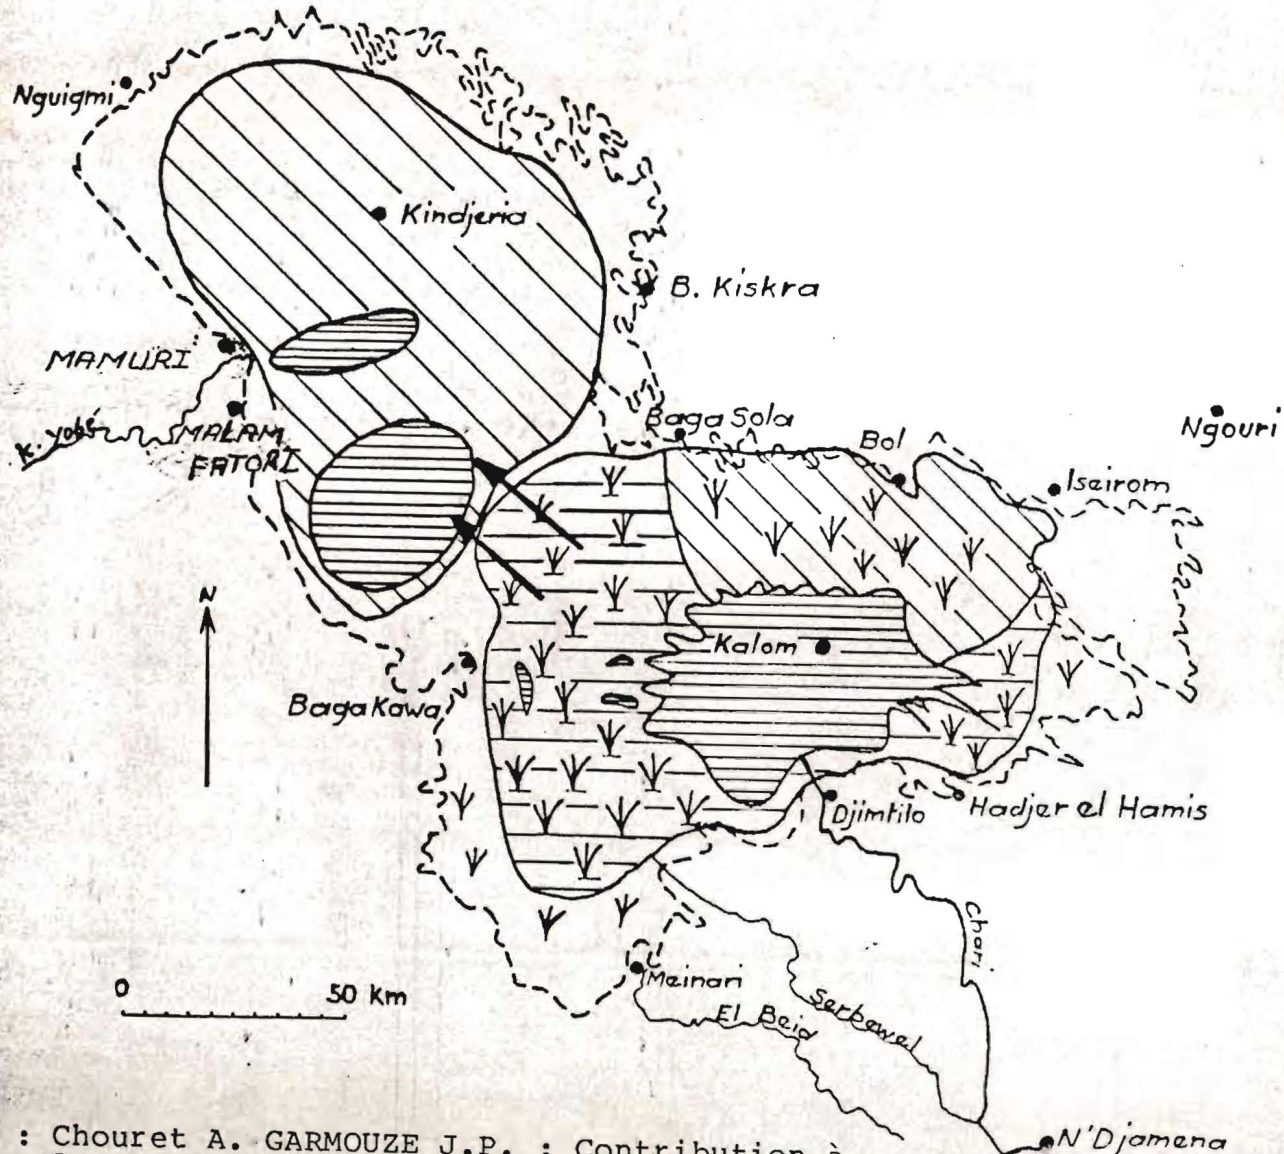 Nguigmi
Kindjeria
B. Kiskra
MAMURI
Baga Sola
Ngouri
K. Yobé
MALAM
FATORI
Bol
Iseirom
N
Kalom
Baga Kawa
Djimtilo
Hadjer el Hamis
Chari
Meinari
0
50 Km
Serbewel
El Beid
: Chouret A. GARMOUZE J.P. : Contribution à
N'Djamena